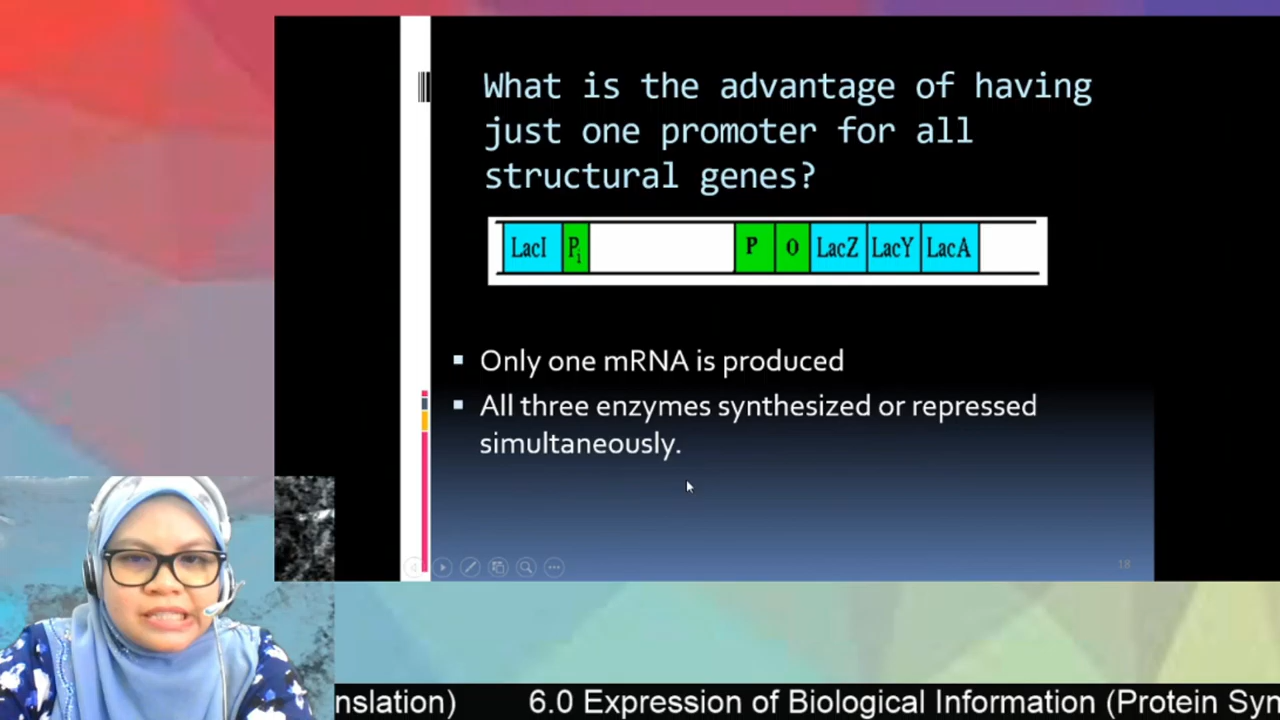 What is the advantage of having
just one promoter for all
structural genes?
LacI Pi P O LacZ LacY LacA
Only one mRNA is produced
All three enzymes synthesized or repressed
simultaneously.
18
nslation) 6.0 Expression of Biological Information (Protein Syn